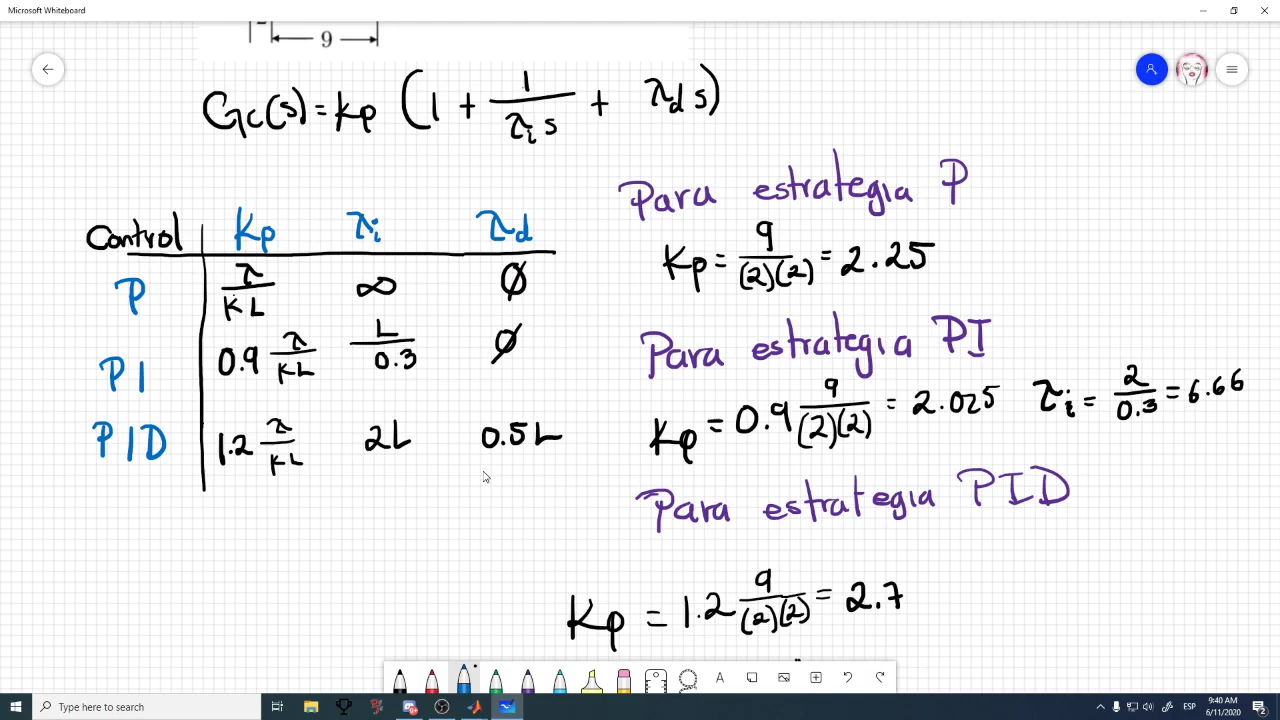 Microsoft Whiteboard
9
Gc(s) = Kp (1 + 1/(τi s) + τd s)
Para estrategia P
Control Kp τi τd
P τ/(KL) ∞ Ø
Kp = 9/((2)(2)) = 2.25
Para estrategia PI
PI 0.9 τ/(KL) L/0.3 Ø
Kp = 0.9 9/((2)(2)) = 2.025 τi = 2/0.3 = 6.66
PID 1.2 τ/(KL) 2L 0.5L
Para estrategia PID
Kp = 1.2 9/((2)(2)) = 2.7
A
Type here to search
ESP
9:40 AM
6/11/2020
2